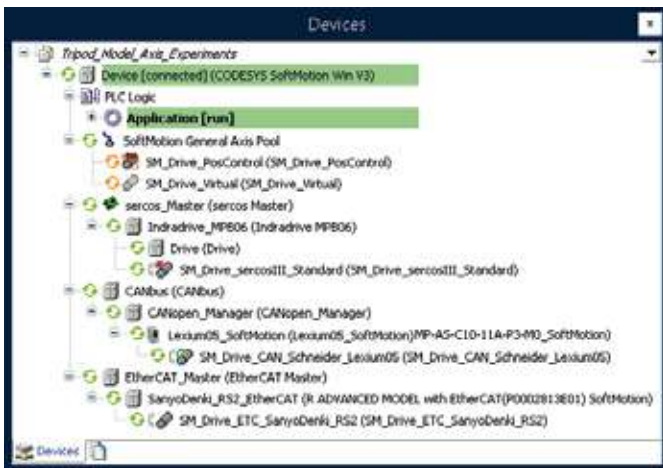 Devices
Tripod_Model_Axis_Experiments
Device [connected] (CODESYS SoftMotion Win V3)
PLC Logic
Application [run]
SoftMotion General Axis Pool
SM_Drive_PosControl (SM_Drive_PosControl)
SM_Drive_Virtual (SM_Drive_Virtual)
sercos_Master (sercos Master)
Indradrive_MPB06 (Indradrive MPB06)
Drive (Drive)
SM_Drive_sercosIII_Standard (SM_Drive_sercosIII_Standard)
CANbus (CANbus)
CANopen_Manager (CANopen_Manager)
Lexium05_SoftMotion (Lexium05_SoftMotion)MP-AS-C10-11A-P3-M0_SoftMotion)
SM_Drive_CAN_Schneider_Lexium05 (SM_Drive_CAN_Schneider_Lexium05)
EtherCAT_Master (EtherCAT Master)
SanyoDenki_RS2_EtherCAT (R ADVANCED MODEL with EtherCAT(P0002813E01) SoftMotion)
SM_Drive_ETC_SanyoDenki_RS2 (SM_Drive_ETC_SanyoDenki_RS2)
Devices